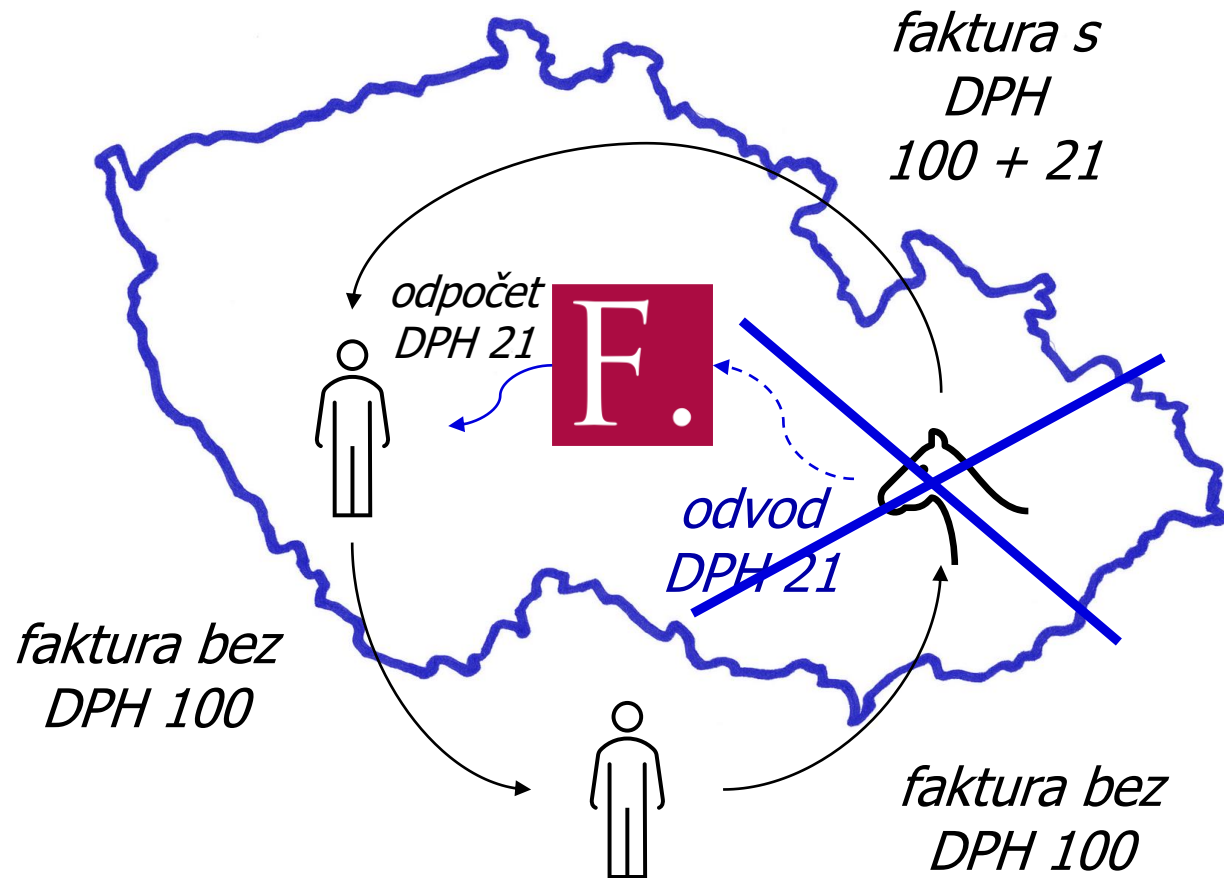 faktura s
DPH
100 + 21
odpočet
DPH 21
F.
odvod
DPH 21
faktura bez
DPH 100
faktura bez
DPH 100